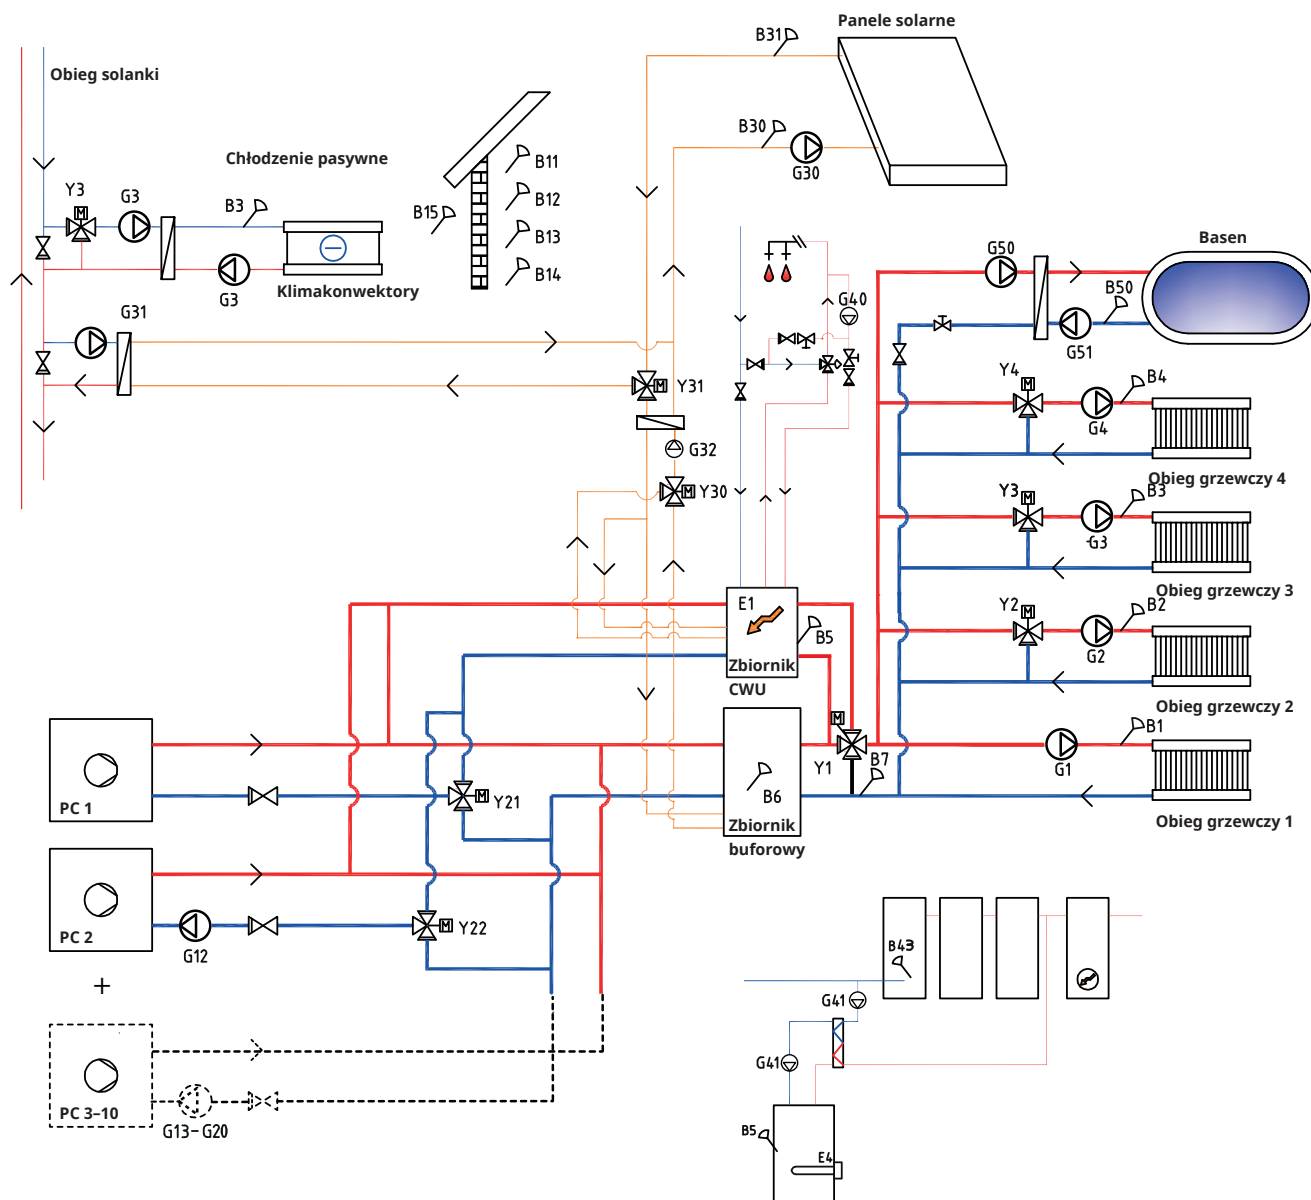 Panele solarne
B31
Obieg solanki
B30
G30
Chłodzenie pasywne
B11
Y3
G3
B3
B12
B15
B13
B14
G3
Klimakonwektory
G50
Basen
B50
G40
G31
G51
Y4
B4
Y31
G4
G32
Obieg grzewczy 4
Y30
Y3
B3
G3
Obieg grzewczy 3
E1
B5
Y2
B2
G2
Zbiornik
CWU
Obieg grzewczy 2
B1
Y1
B7
G1
PC 1
Y21
B6
Zbiornik
buforowy
Obieg grzewczy 1
PC 2
G12
Y22
B43
+
G41
G41
PC 3–10
G13–G20
B5
E4
M
M
M
M
M
M
M
M
M